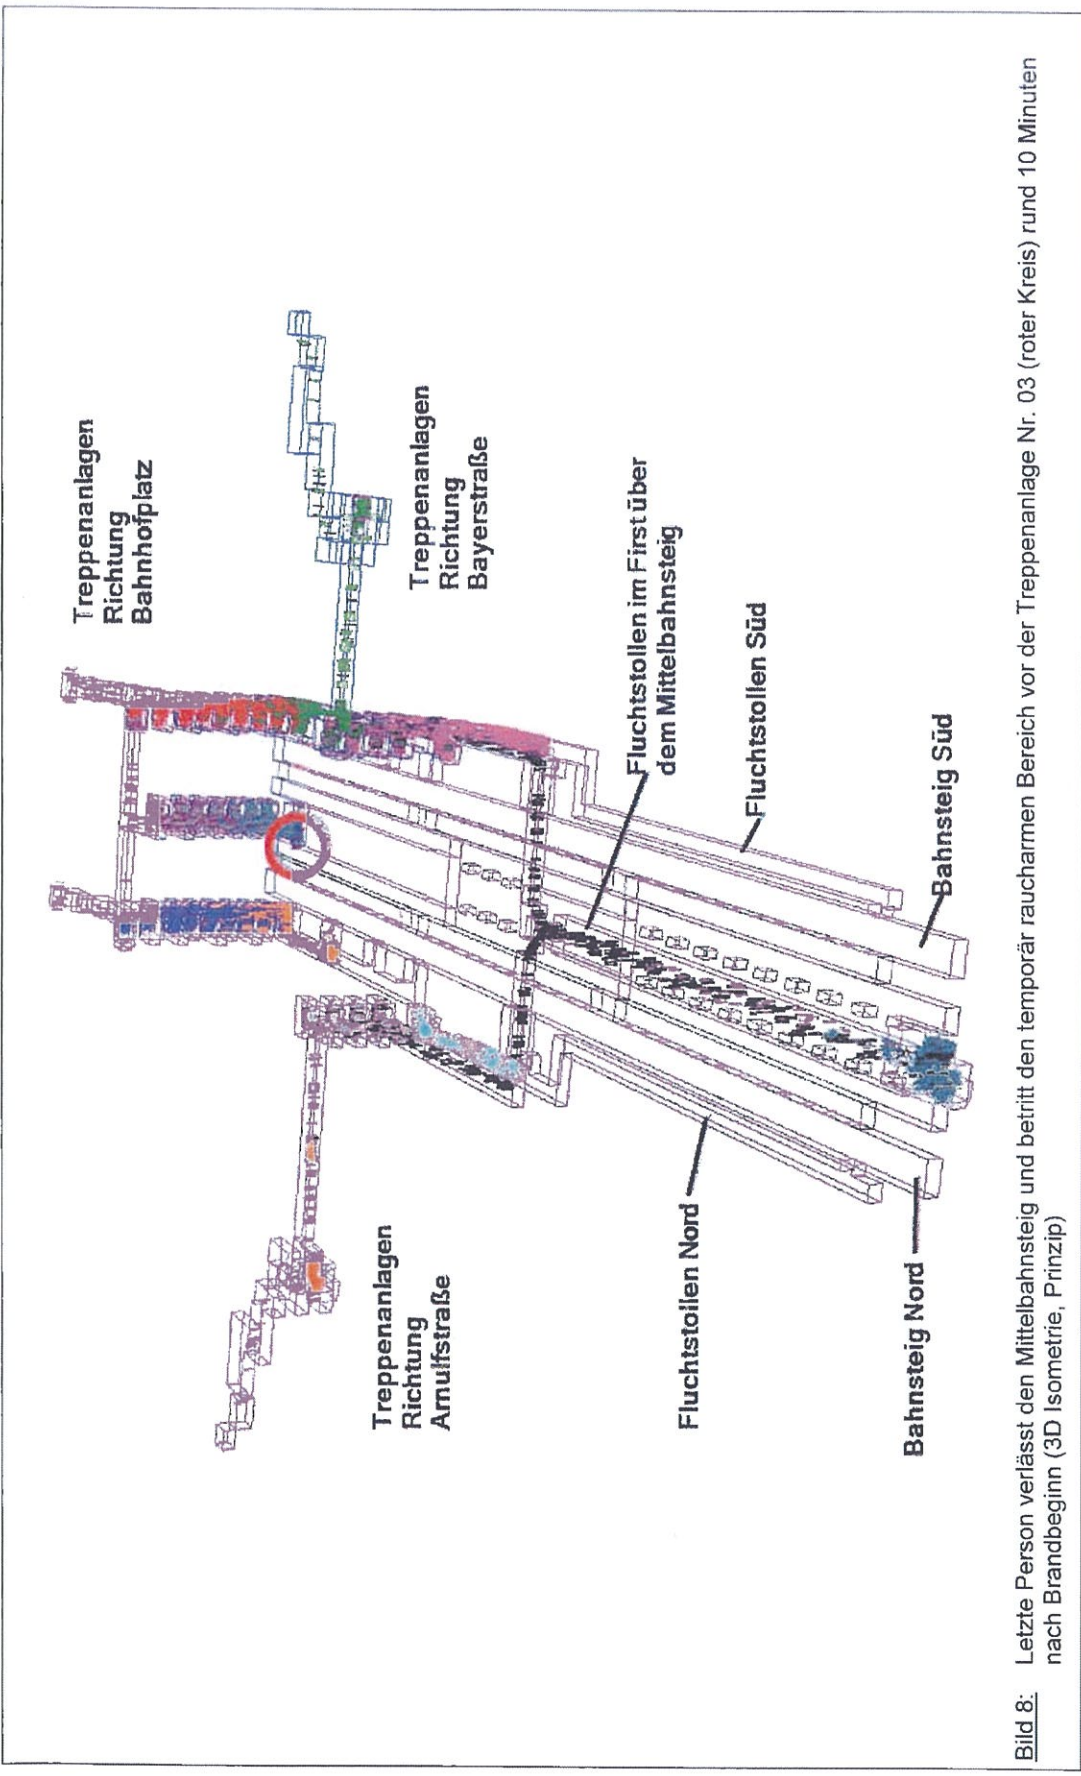 Treppenanlagen
Richtung
Bahnhofplatz
Treppenanlagen
Richtung
Bayerstraße
Fluchtstollen im First über
dem Mittelbahnsteig
Fluchtstollen Süd
Bahnsteig Süd
Treppenanlagen
Richtung
Arnulfstraße
Fluchtstollen Nord
Bahnsteig Nord
Bild 8: Letzte Person verlässt den Mittelbahnsteig und betritt den temporär raucharmen Bereich vor der Treppenanlage Nr. 03 (roter Kreis) rund 10 Minuten
nach Brandbeginn (3D Isometrie, Prinzip)